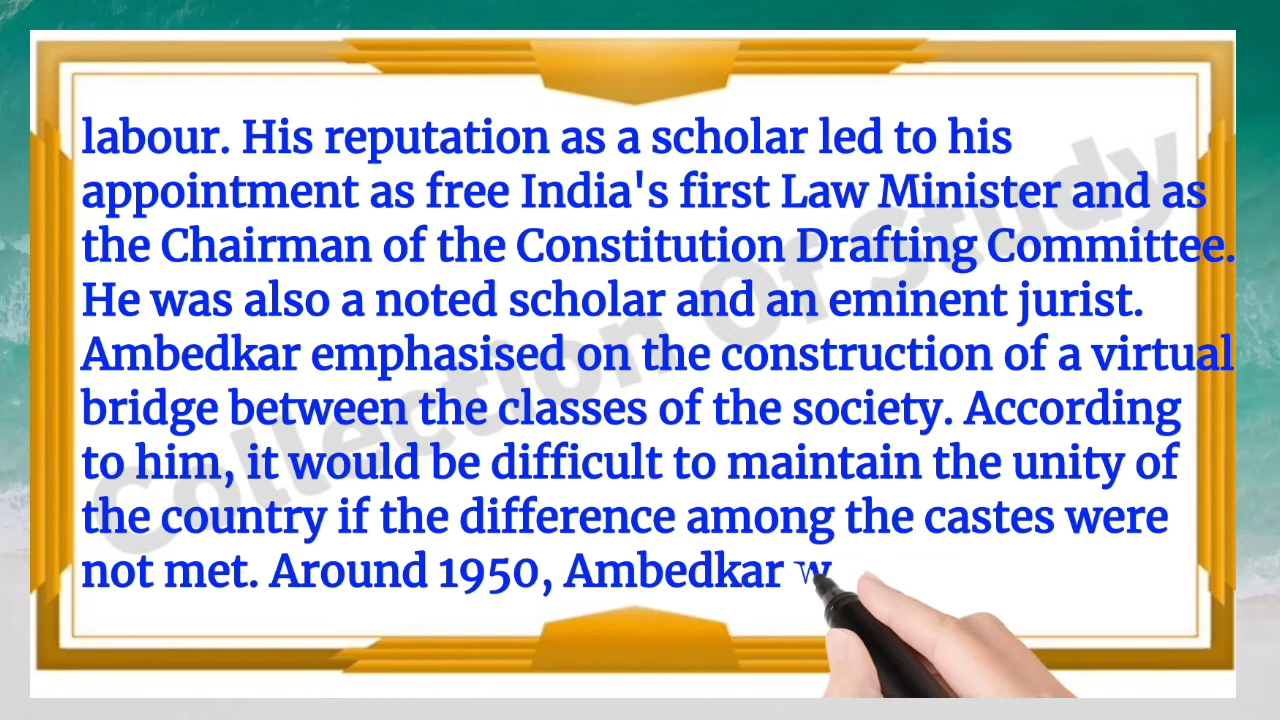 labour. His reputation as a scholar led to his
appointment as free India's first Law Minister and as
the Chairman of the Constitution Drafting Committee.
He was also a noted scholar and an eminent jurist.
Ambedkar emphasised on the construction of a virtual
bridge between the classes of the society. According
to him, it would be difficult to maintain the unity of
the country if the difference among the castes were
not met. Around 1950, Ambedkar w
Collection Of Study